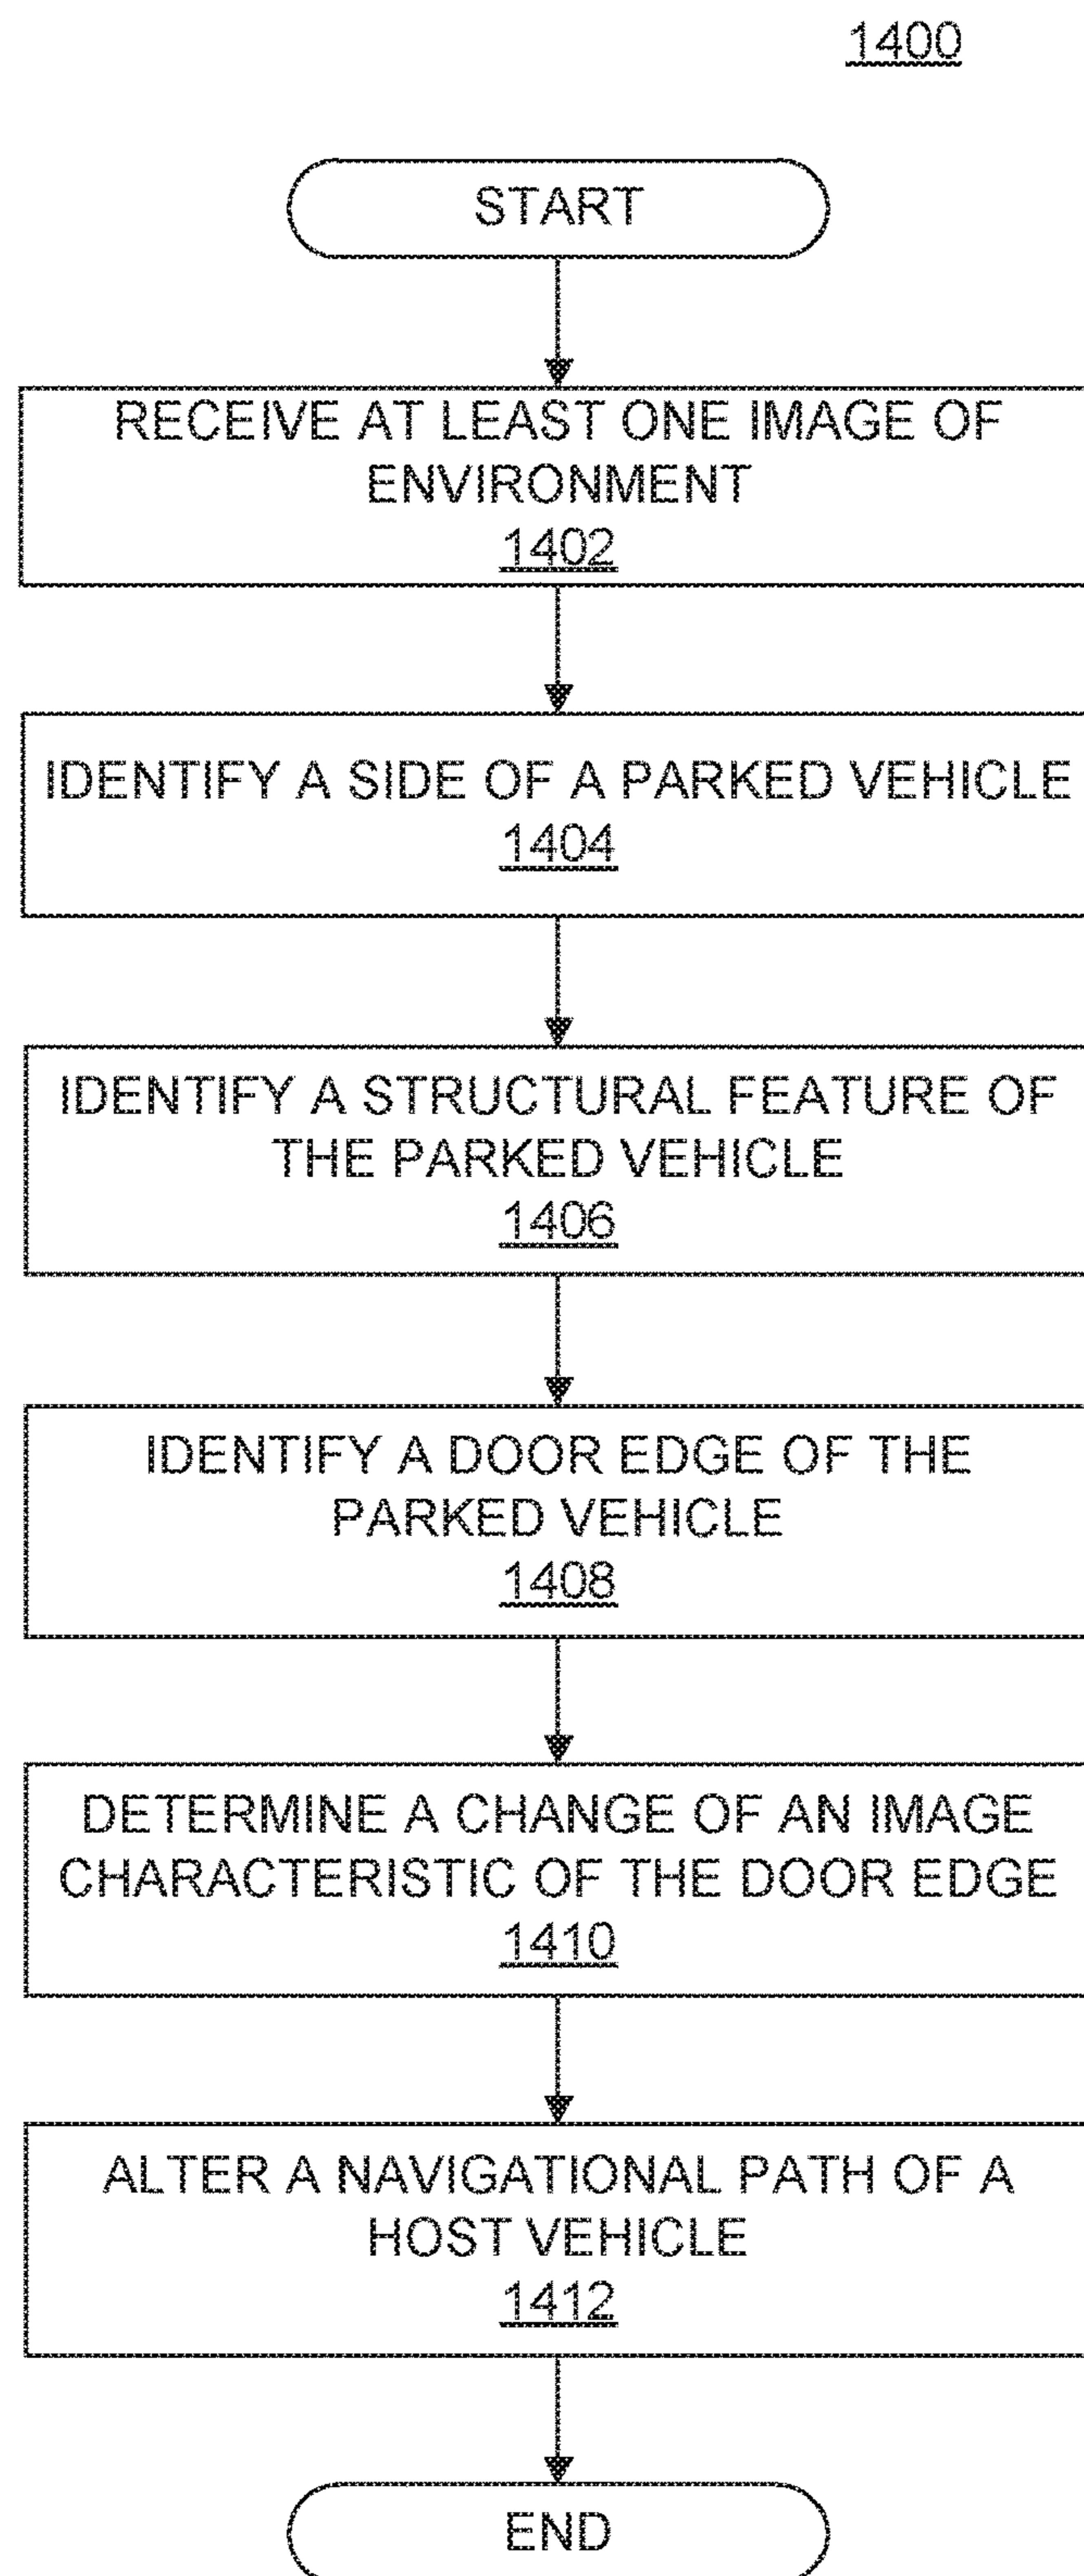 1400
START
RECEIVE AT LEAST ONE IMAGE OF
ENVIRONMENT
1402
IDENTIFY A SIDE OF A PARKED VEHICLE
1404
IDENTIFY A STRUCTURAL FEATURE OF
THE PARKED VEHICLE
1406
IDENTIFY A DOOR EDGE OF THE
PARKED VEHICLE
1408
DETERMINE A CHANGE OF AN IMAGE
CHARACTERISTIC OF THE DOOR EDGE
1410
ALTER A NAVIGATIONAL PATH OF A
HOST VEHICLE
1412
END